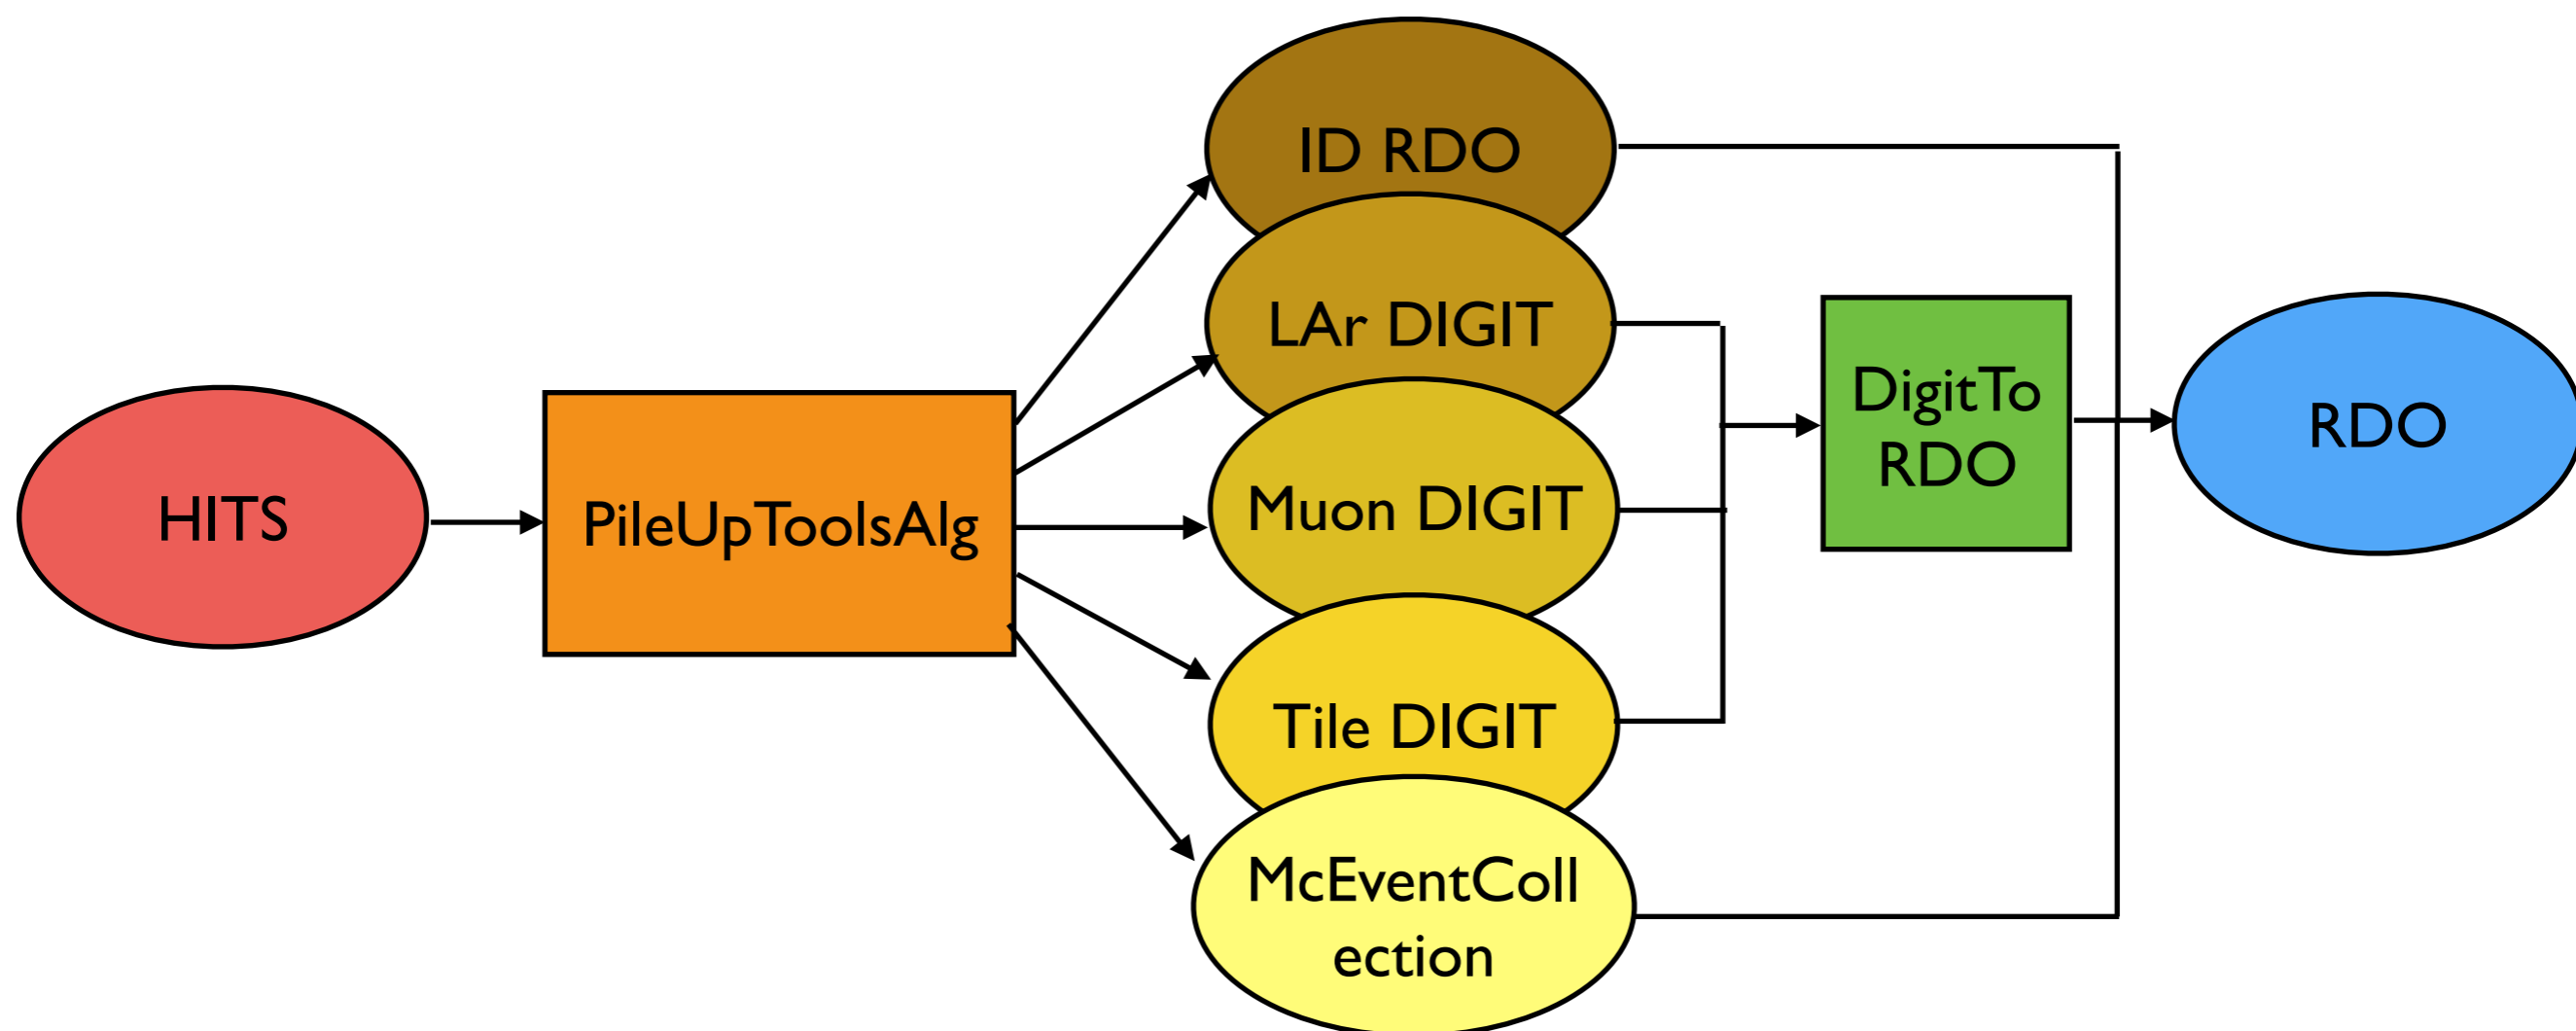 HITS
PileUpToolsAlg
ID RDO
LAr DIGIT
Muon DIGIT
Tile DIGIT
McEventColl
ection
DigitTo
RDO
RDO